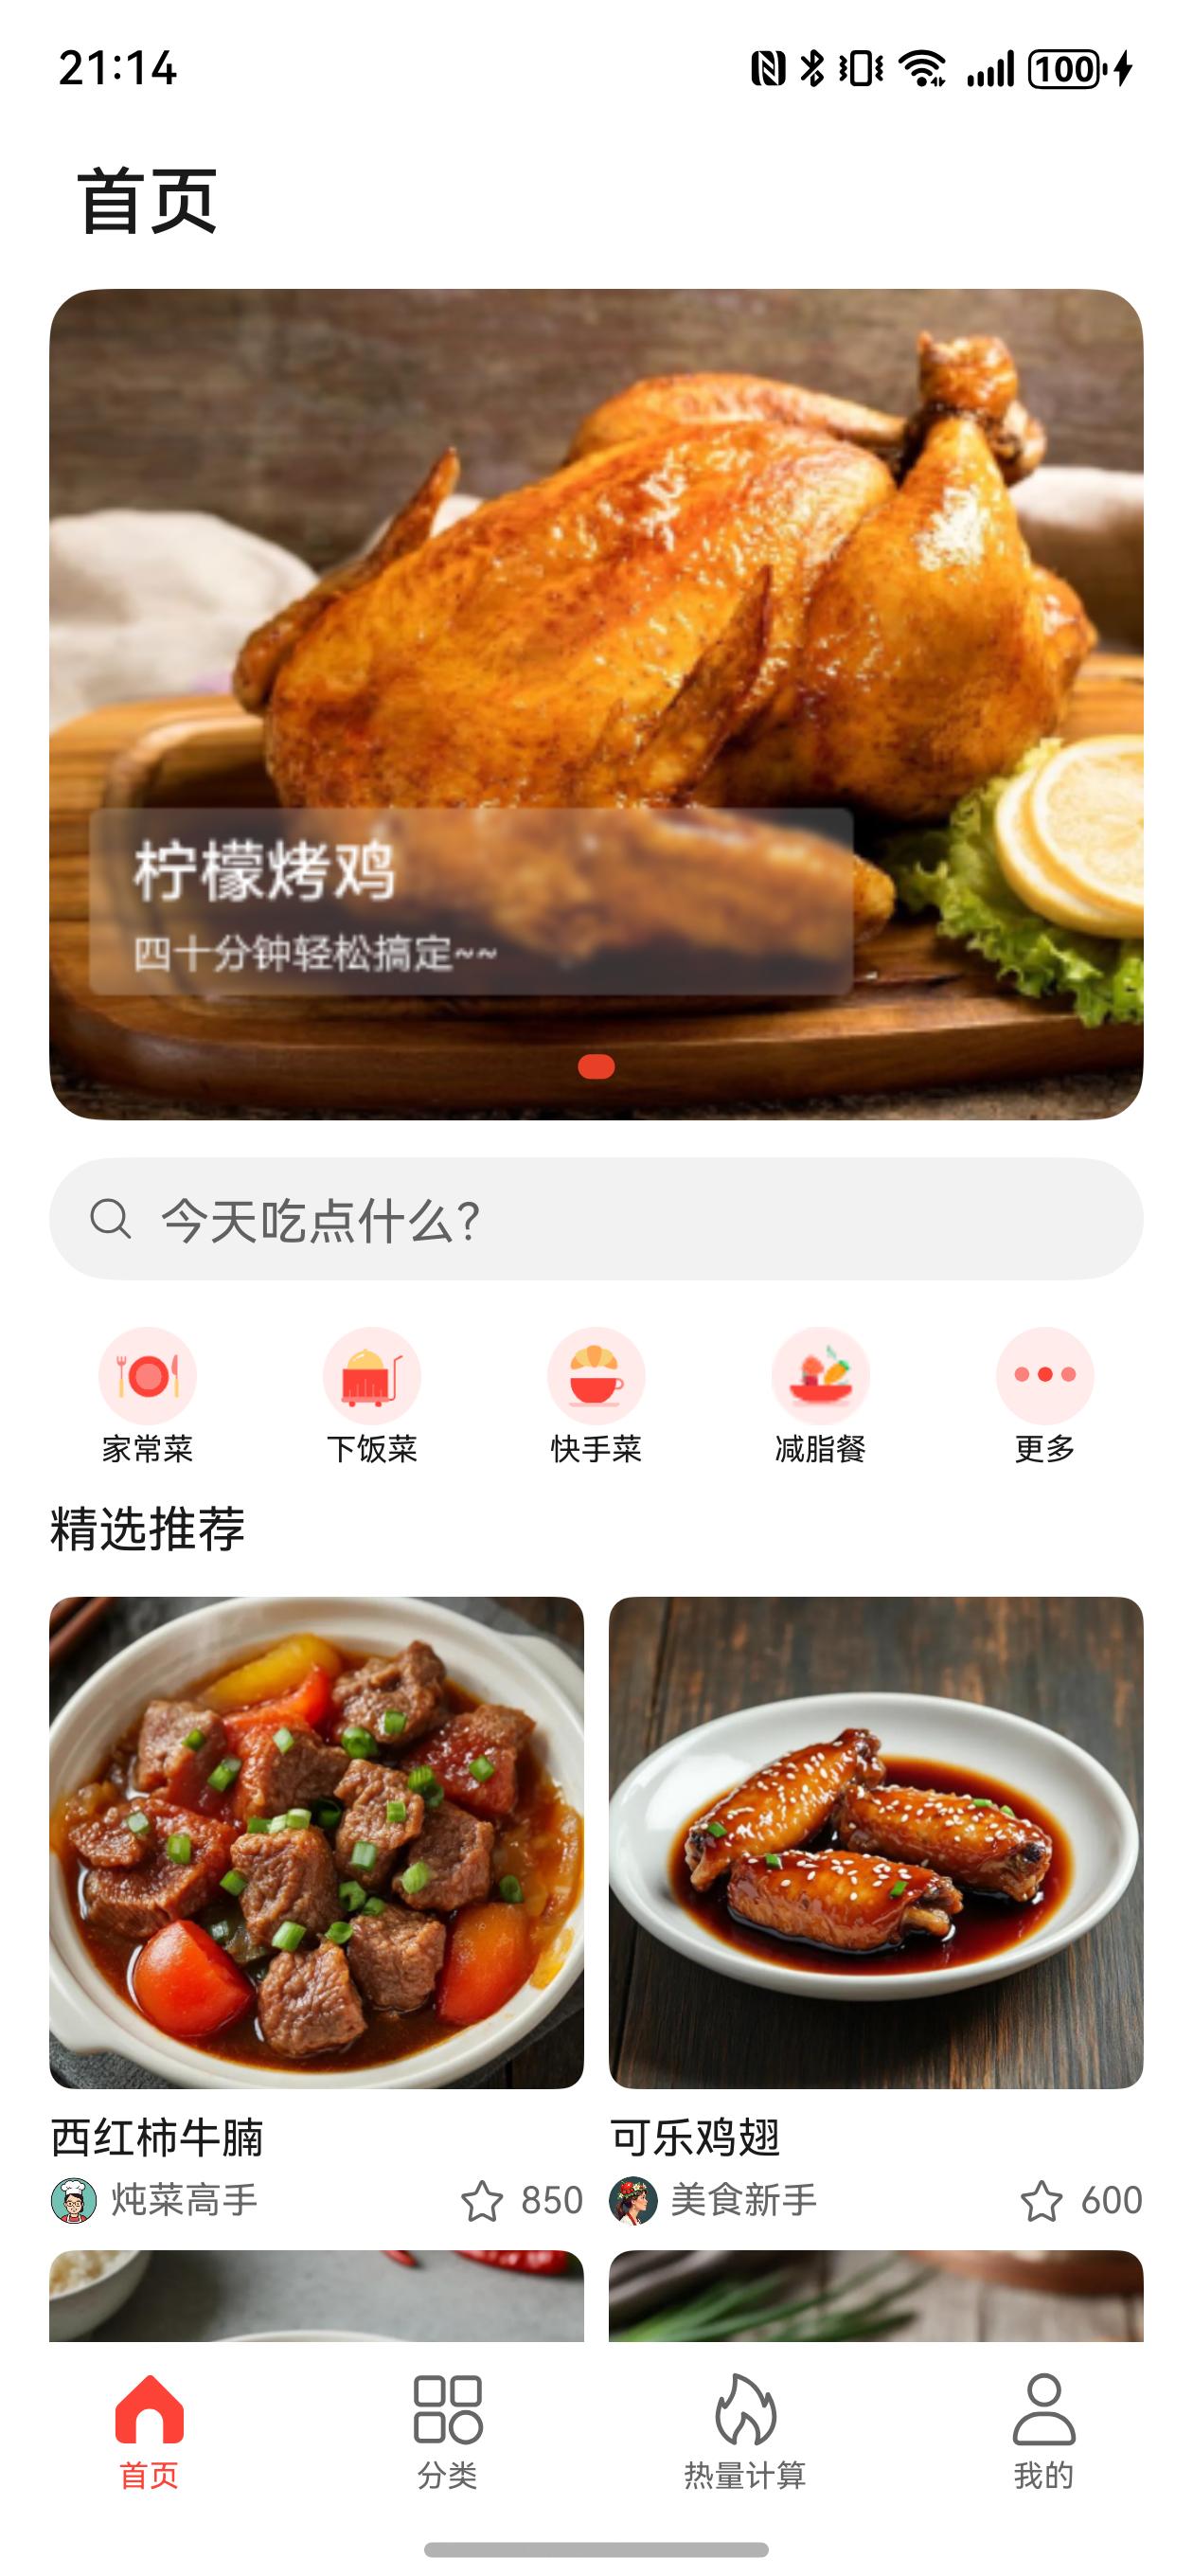 21:14
100
首页
柠檬烤鸡
四十分钟轻松搞定~~
今天吃点什么?
家常菜 下饭菜 快手菜 减脂餐 更多
精选推荐
西红柿牛腩 可乐鸡翅
炖菜高手 850 美食新手 600
首页 分类 热量计算 我的